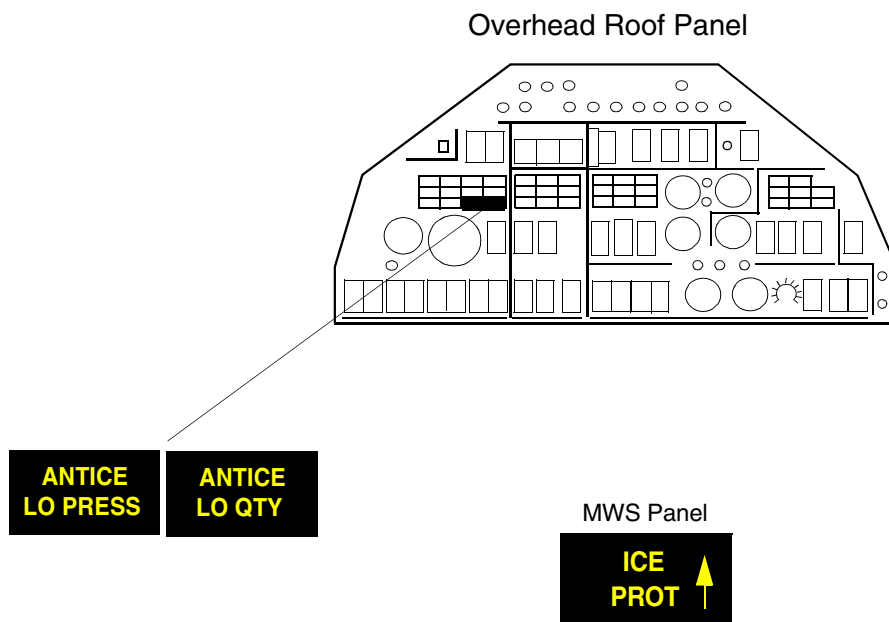 Overhead Roof Panel
ANTICE
LO PRESS
ANTICE
LO QTY
MWS Panel
ICE
PROT